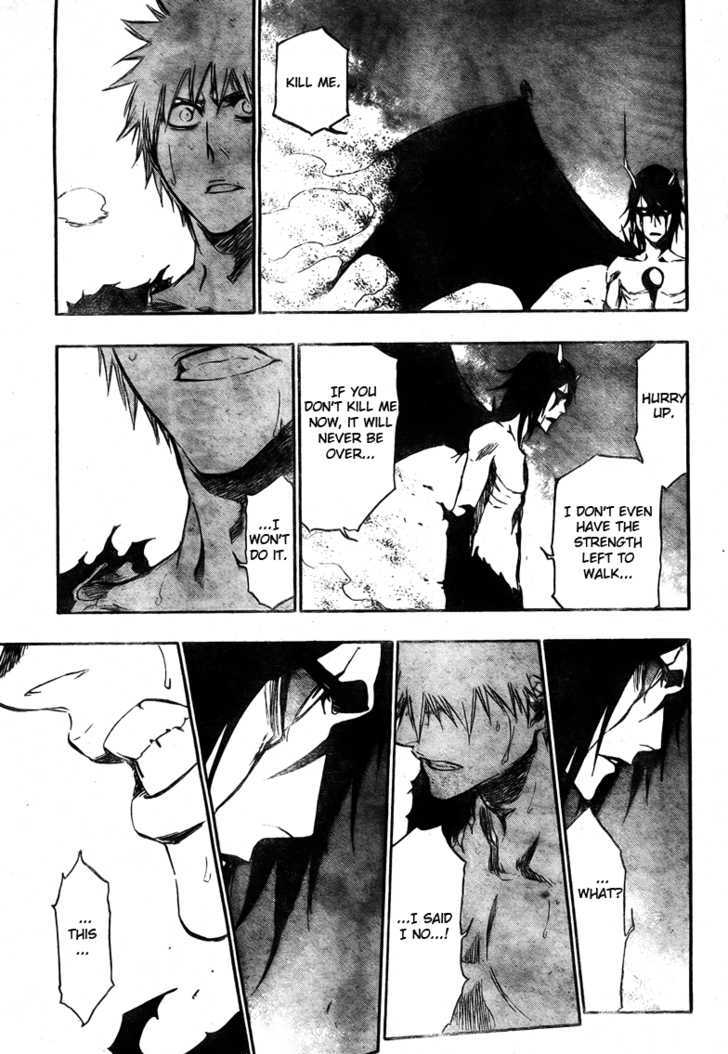 KILL ME.
HURRY
UP.
I DON'T EVEN
HAVE THE
STRENGTH
LEFT TO
WALK...
IF YOU
DON'T KILL ME
NOW, IT WILL
NEVER BE
OVER...
...I
WON'T
DO IT.
...
WHAT?
...I SAID
I NO...!
...
THIS
...